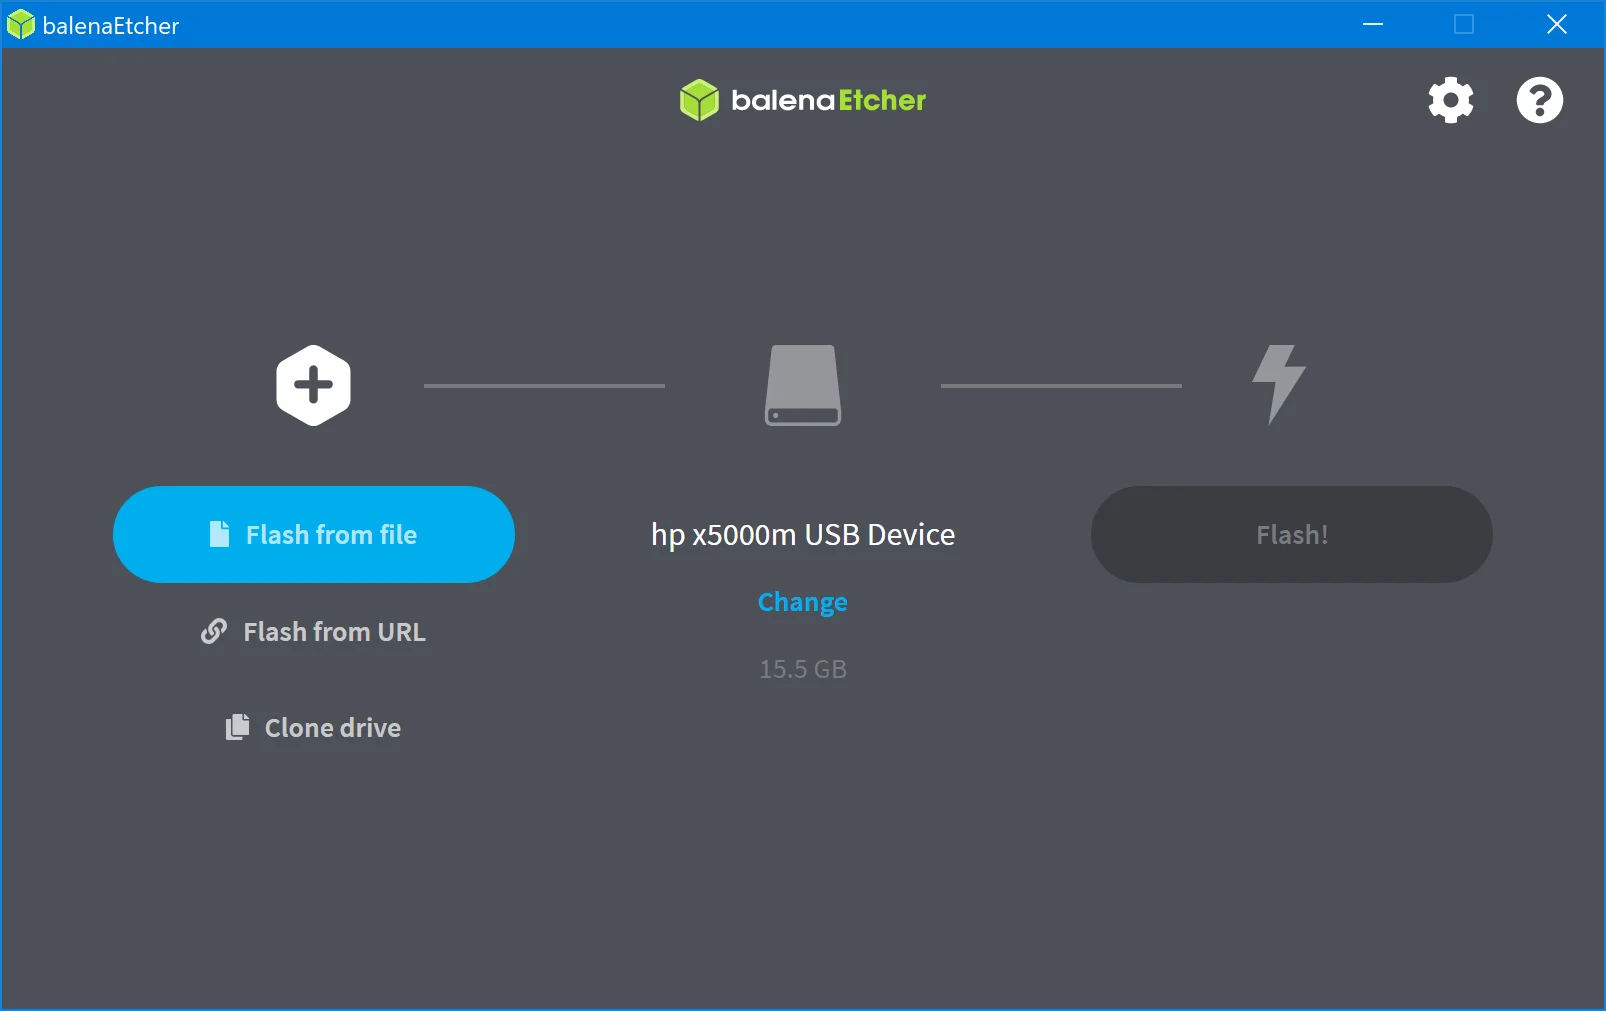 balenaEtcher
balenaEtcher
Flash from file
hp x5000m USB Device
Flash!
Change
Flash from URL
15.5 GB
Clone drive